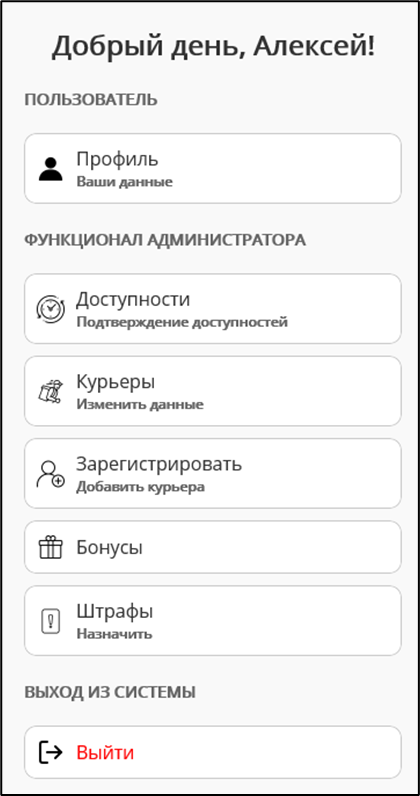 Добрый день, Алексей!
ПОЛЬЗОВАТЕЛЬ
Профиль
Ваши данные
ФУНКЦИОНАЛ АДМИНИСТРАТОРА
Доступности
Подтверждение доступностей
Курьеры
Изменить данные
Зарегистрировать
Добавить курьера
Бонусы
Штрафы
Назначить
ВЫХОД ИЗ СИСТЕМЫ
Выйти